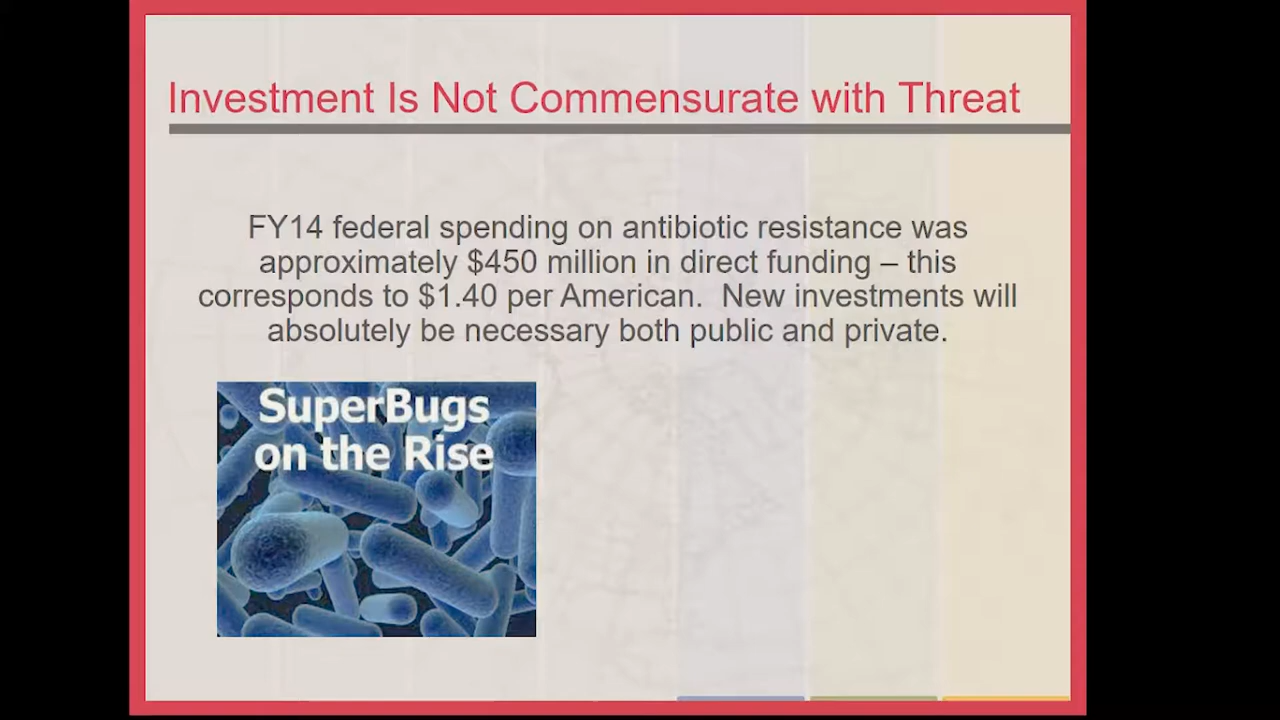 Investment Is Not Commensurate with Threat
FY14 federal spending on antibiotic resistance was
approximately $450 million in direct funding – this
corresponds to $1.40 per American.  New investments will
absolutely be necessary both public and private.
SuperBugs
on the Rise